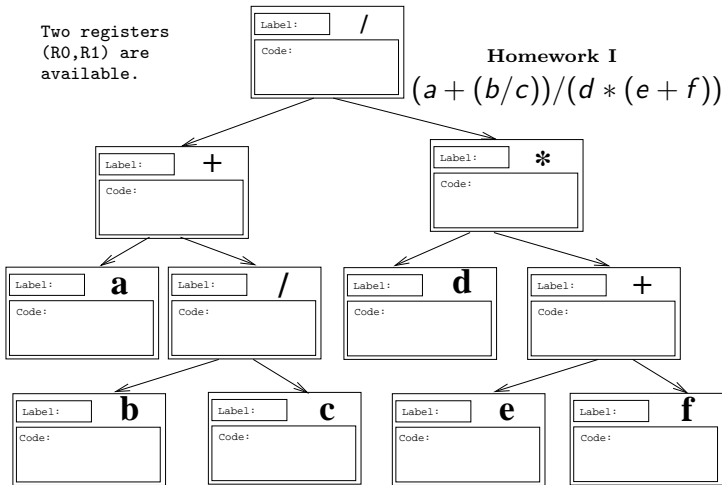 Two registers
(R0,R1) are
available.
Label: /
Code:
Homework I
(a + (b/c))/(d ∗ (e + f))
Label: +
Code:
Label: *
Code:
Label: a
Code:
Label: /
Code:
Label: d
Code:
Label: +
Code:
Label: b
Code:
Label: c
Code:
Label: e
Code:
Label: f
Code: